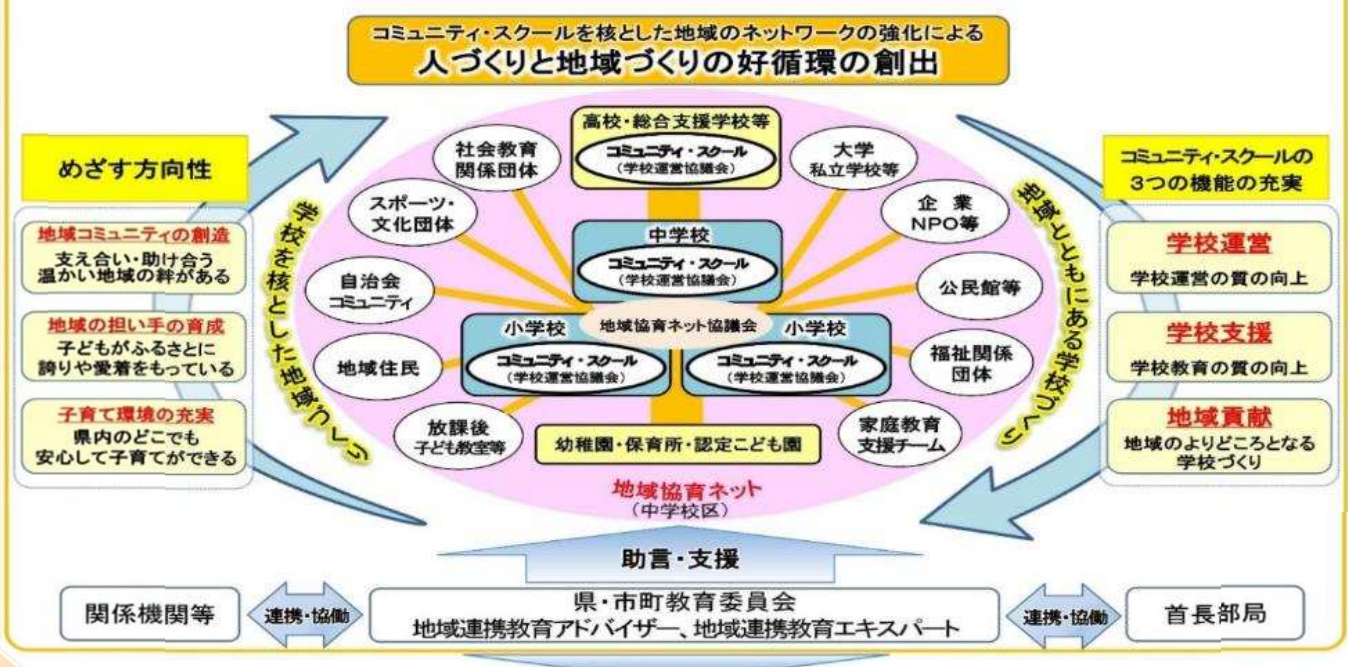 コミュニティ・スクールを核とした地域のネットワークの強化による
人づくりと地域づくりの好循環の創出
めざす方向性
地域コミュニティの創造
支え合い・助け合う
温かい地域の絆がある
地域の担い手の育成
子どもがふるさとに
誇りや愛着をもっている
子育て環境の充実
県内のどこでも
安心して子育てができる
学校を核とした地域づくり
高校・総合支援学校等
コミュニティ・スクール
(学校運営協議会)
社会教育
関係団体
大学
私立学校等
スポーツ・
文化団体
企業
NPO等
中学校
コミュニティ・スクール
(学校運営協議会)
自治会
コミュニティ
公民館等
地域協育ネット協議会
小学校
コミュニティ・スクール
(学校運営協議会)
小学校
コミュニティ・スクール
(学校運営協議会)
地域住民
福祉関係
団体
放課後
子ども教室等
幼稚園・保育所・認定こども園
家庭教育
支援チーム
地域協育ネット
(中学校区)
地域とともにある学校づくり
コミュニティ・スクールの
3つの機能の充実
学校運営
学校運営の質の向上
学校支援
学校教育の質の向上
地域貢献
地域のよりどころとなる
学校づくり
助言・支援
関係機関等
連携・協働
県・市町教育委員会
地域連携教育アドバイザー、地域連携教育エキスパート
連携・協働
首長部局